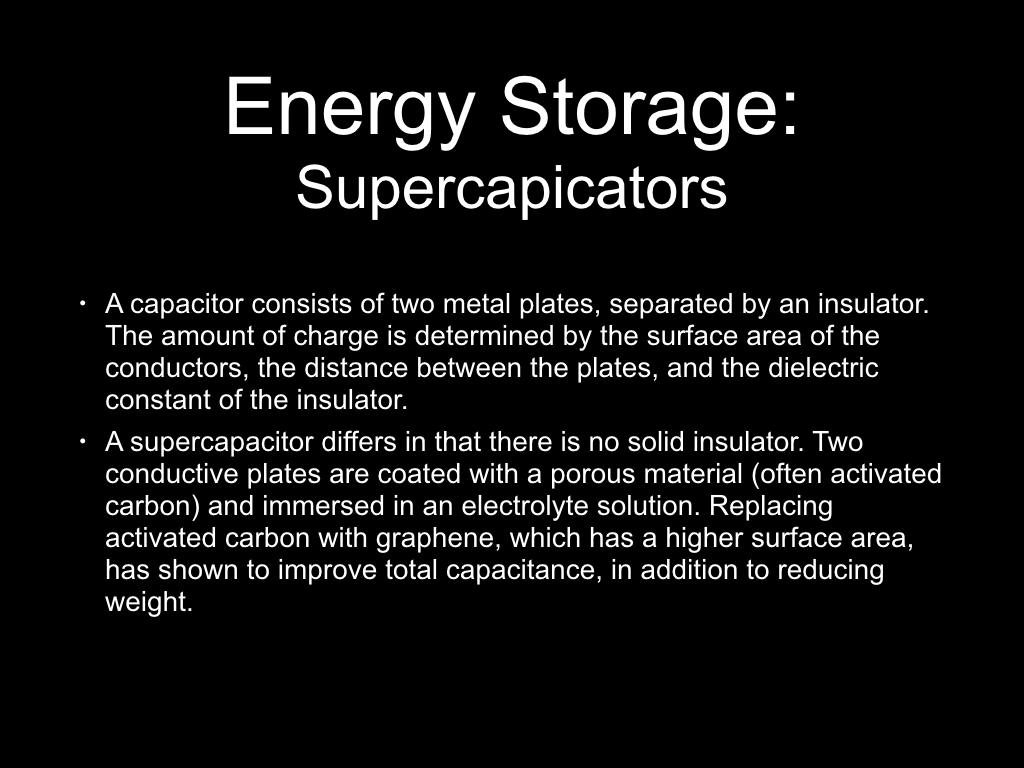 Energy Storage:
Supercapicators
• A capacitor consists of two metal plates, separated by an insulator.
The amount of charge is determined by the surface area of the
conductors, the distance between the plates, and the dielectric
constant of the insulator.
• A supercapacitor differs in that there is no solid insulator. Two
conductive plates are coated with a porous material (often activated
carbon) and immersed in an electrolyte solution. Replacing
activated carbon with graphene, which has a higher surface area,
has shown to improve total capacitance, in addition to reducing
weight.